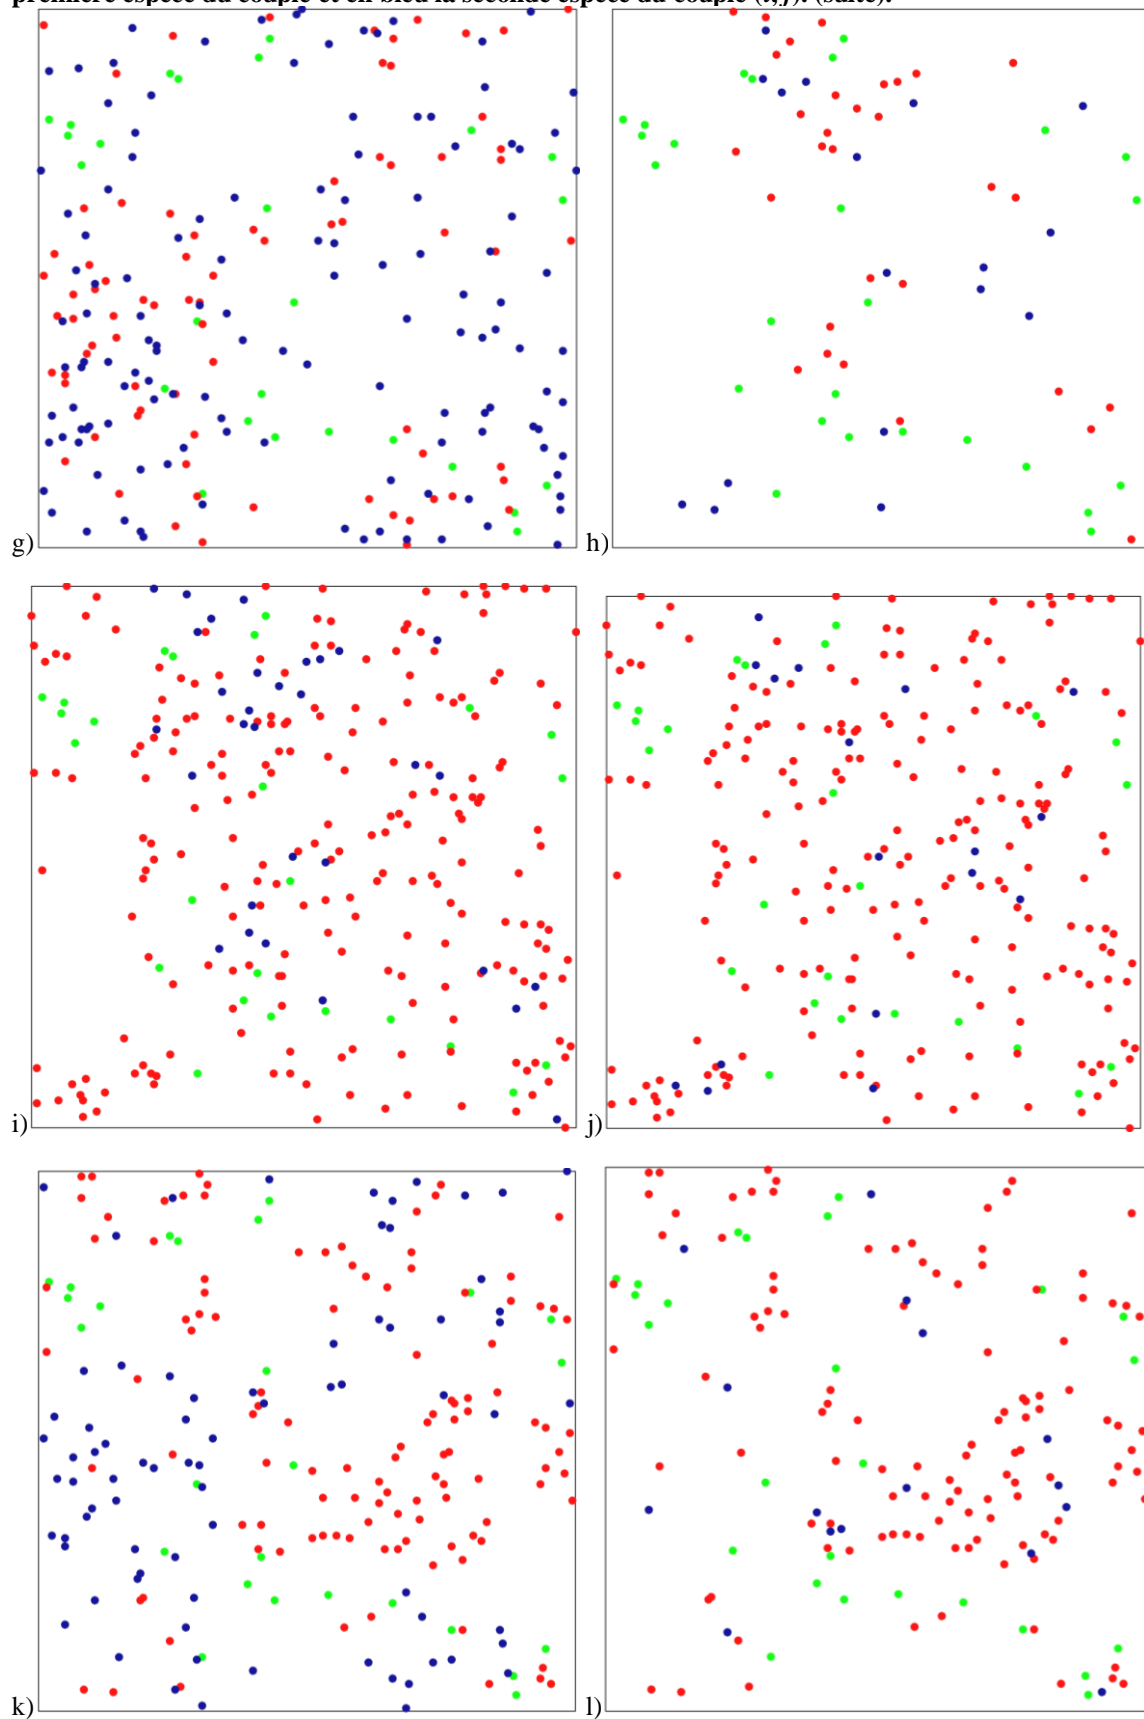 première espèce du couple et en bleu la seconde espèce du couple (i,j). (suite).
g)
h)
i)
j)
k)
l)